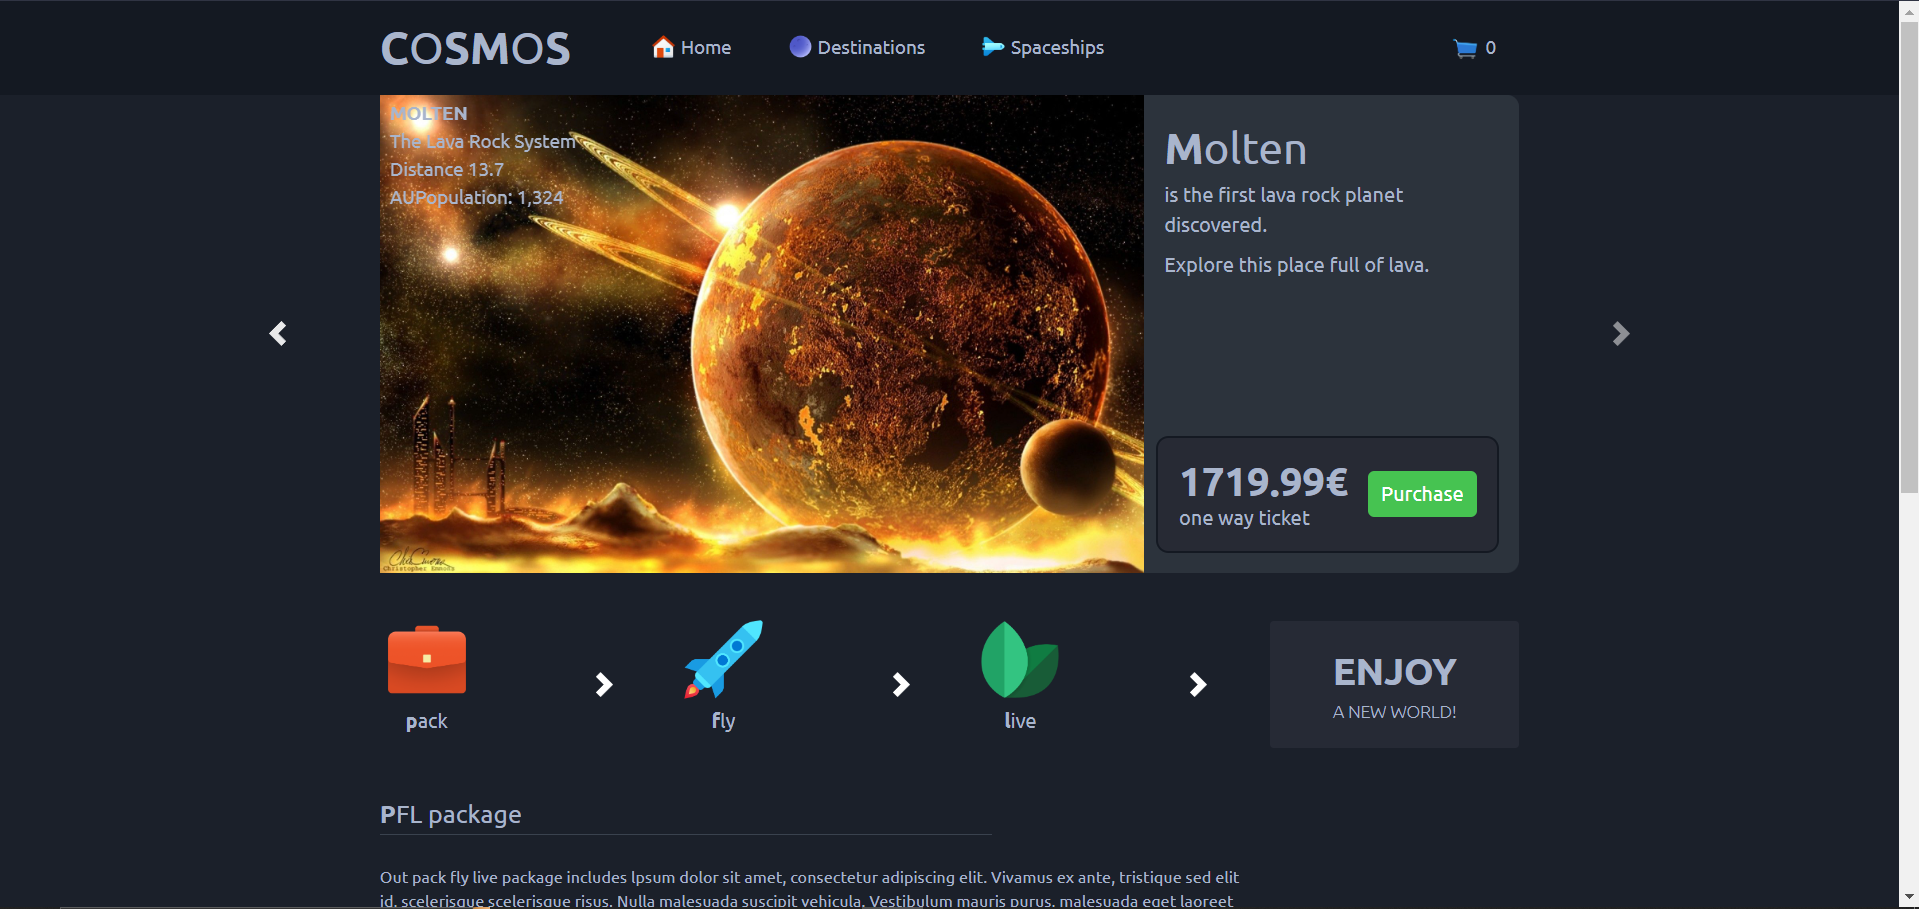 COSMOS
Home
Destinations
Spaceships
0
MOLTEN
The Lava Rock System
Distance 13.7
AUPopulation: 1,324
Christopher Emmons
Molten
is the first lava rock planet
discovered.
Explore this place full of lava.
1719.99€
one way ticket
Purchase
pack
fly
live
ENJOY
A NEW WORLD!
PFL package
Out pack fly live package includes Ipsum dolor sit amet, consectetur adipiscing elit. Vivamus ex ante, tristique sed elit
id, scelerisque scelerisque risus. Nulla malesuada suscipit vehicula. Vestibulum mauris purus, malesuada eget laoreet